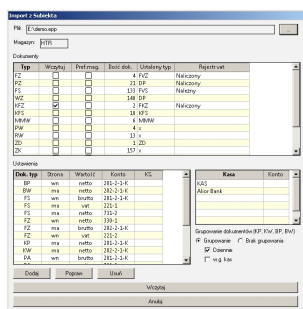 Import z Subiekta
Plik E:\demo.epp ...
Magazyn: HTR
Dokumenty
Typ Wczytuj Pref.mag. Ilość dok. Ustalony typ Rejestr vat
FZ 4 FVZ Naliczony
PZ 21 DP Naliczony
FS 133 FVS Należny
WZ 148 DP
KFZ 2 FKZ Naliczony
KFS 18 KFS
MMW 6 MMW
PW 4 x
RW 13 x
ZD 1 ZD
ZK 157 x
Ustawienia
Dok. typ Strona Wartość Konto KS.
BP wn netto 201-2-1-K
BW ma netto 202-2-1-K
FS wn brutto 201-2-1-K
FS ma vat 221-1
FS ma netto 731-2
FZ wn netto 330-1
FZ ma brutto 202-2-1-K
FZ wn vat 221-2
KP ma netto 201-2-1-K
KW wn netto 202-2-1-K
PA wn brutto 201-2-1-K
Kasa Konto
KAS
Alior Bank
Grupowanie dokumentów (KP, KW, BP, BW)
Grupowanie Brak grupowania
Dziennie
w.g. kas
Dodaj Popraw Usuń
Wczytaj
Anuluj